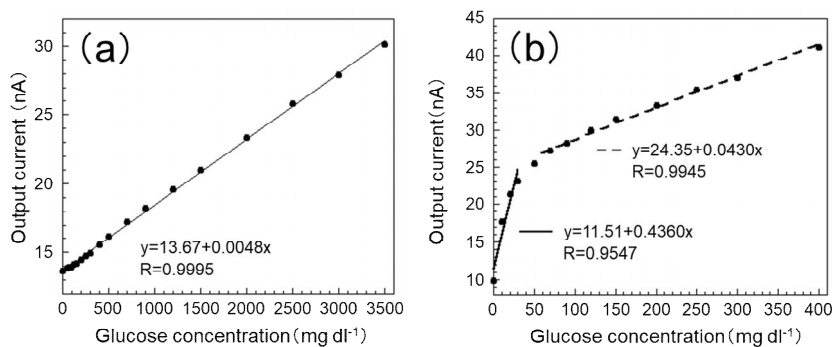 (a)
Output current (nA)
30
25
20
15
y=13.67+0.0048x
R=0.9995
0 500 1000 1500 2000 2500 3000 3500
Glucose concentration(mg dl-1)
(b)
Output current(nA)
45
40
35
30
25
20
15
10
y=24.35+0.0430x
R=0.9945
y=11.51+0.4360x
R=0.9547
0 50 100 150 200 250 300 350 400
Glucose concentration(mg dl-1)